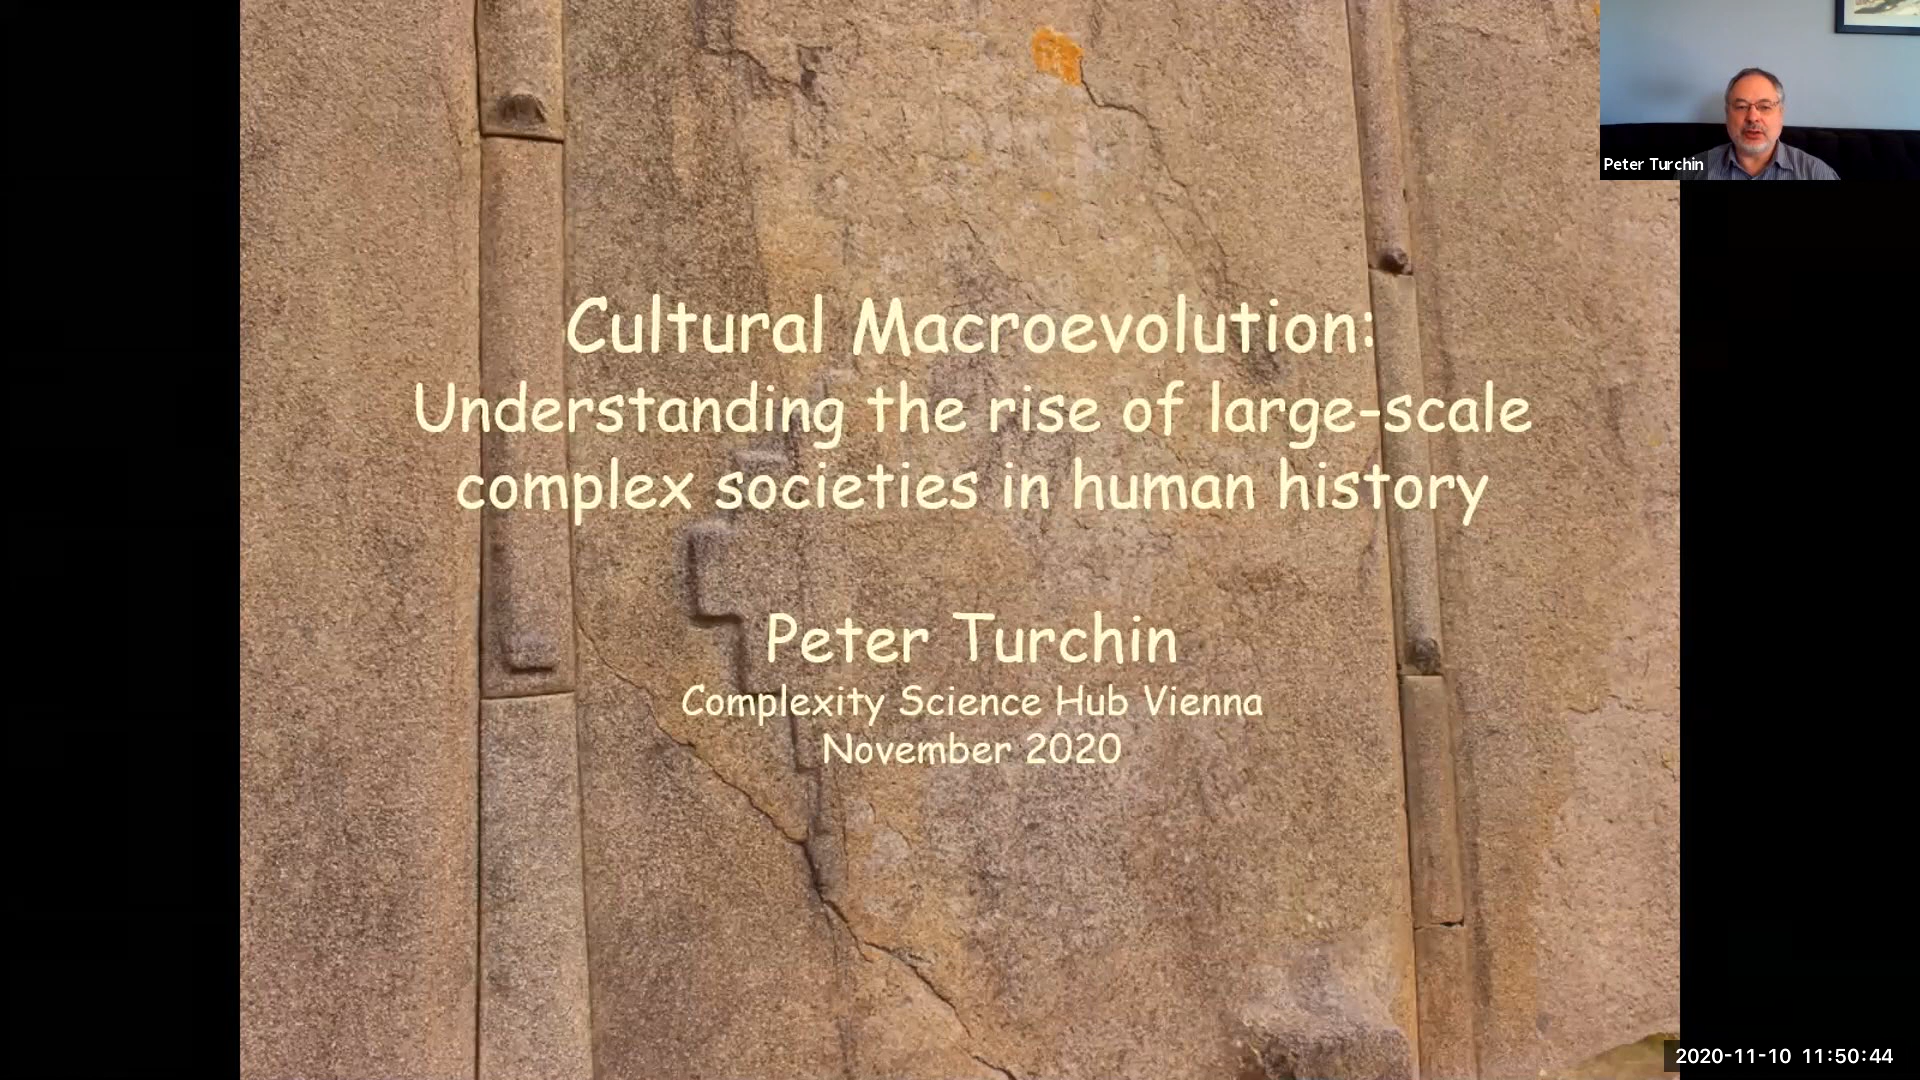 Cultural Macroevolution:
Understanding the rise of large-scale
complex societies in human history
Peter Turchin
Complexity Science Hub Vienna
November 2020
Peter Turchin
2020-11-10 11:50:44